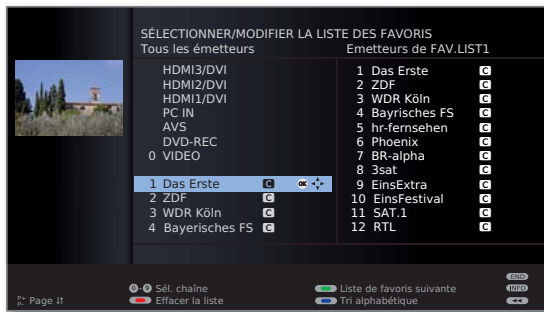 SÉLECTIONNER/MODIFIER LA LISTE DES FAVORIS
Tous les émetteurs
HDMI3/DVI
HDMI2/DVI
HDMI1/DVI
PC IN
AVS
DVD-REC
0 VIDEO
1 Das Erste C OK
2 ZDF C
3 WDR Köln C
4 Bayerisches FS C
Emetteurs de FAV.LIST1
1 Das Erste C
2 ZDF C
3 WDR Köln C
4 Bayrisches FS C
5 hr-fernsehen C
6 Phoenix C
7 BR-alpha C
8 3sat C
9 EinsExtra C
10 EinsFestival C
11 SAT.1 C
12 RTL C
P+ P- Page
0-9 Sél. chaîne
Effacer la liste
Liste de favoris suivante
Tri alphabétique
END
INFO